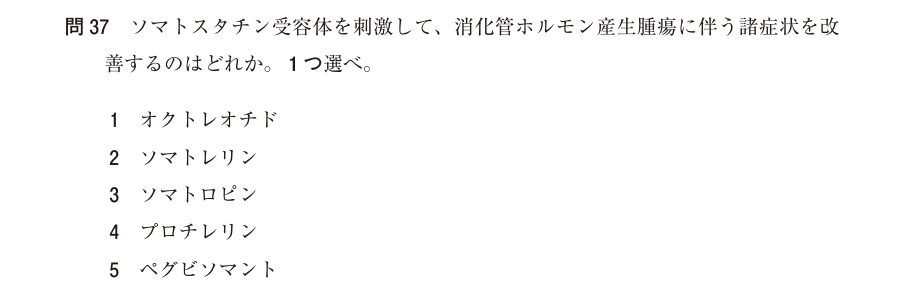 問 37　ソマトスタチン受容体を刺激して、消化管ホルモン産生腫瘍に伴う諸症状を改
善するのはどれか。1つ選べ。
1　オクトレオチド
2　ソマトレリン
3　ソマトロピン
4　プロチレリン
5　ペグビソマント